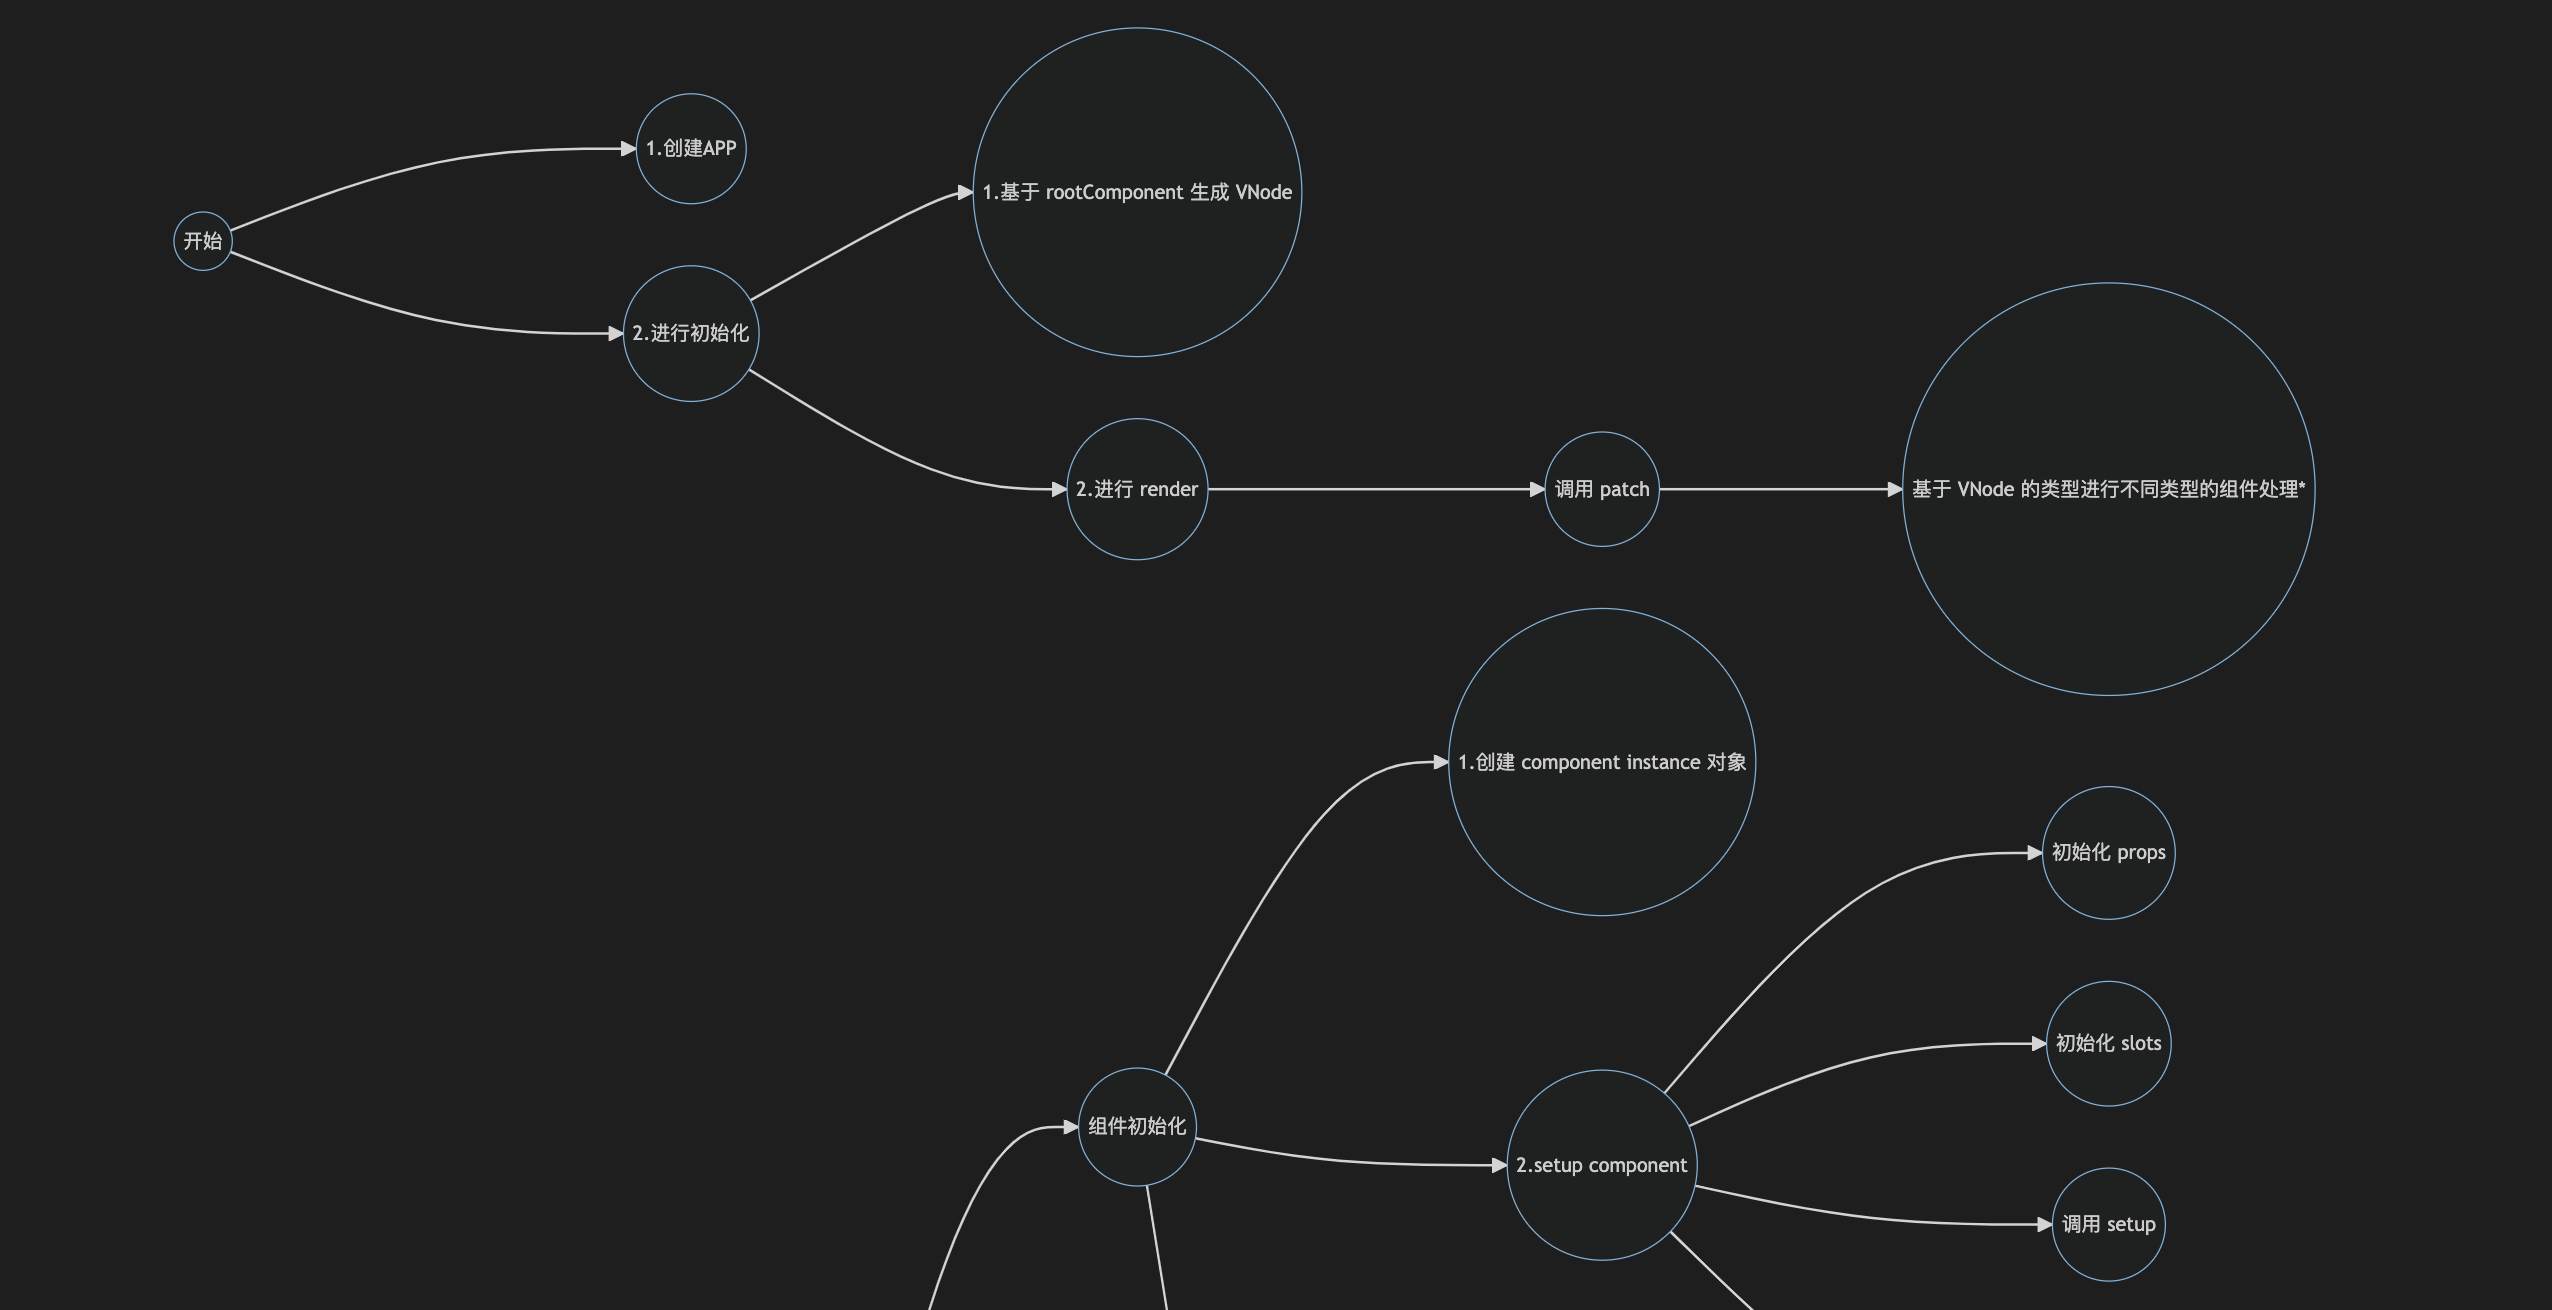 开始
1.创建APP
2.进行初始化
1.基于 rootComponent 生成 VNode
2.进行 render
调用 patch
基于 VNode 的类型进行不同类型的组件处理*
组件初始化
1.创建 component instance 对象
2.setup component
初始化 props
初始化 slots
调用 setup